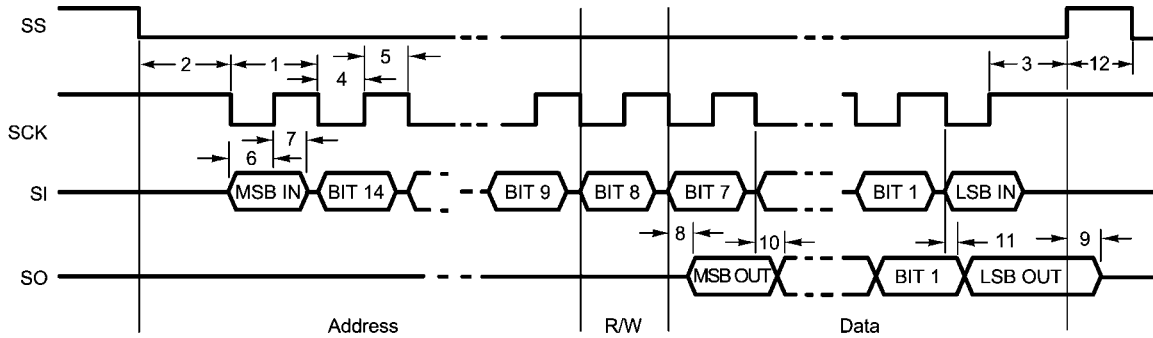 SS
5
2
1
3
12
4
SCK
7
6
SI
MSB IN
BIT 14
BIT 9
BIT 8
BIT 7
BIT 1
LSB IN
8
10
11
9
SO
MSB OUT
BIT 1
LSB OUT
Address
R/W
Data